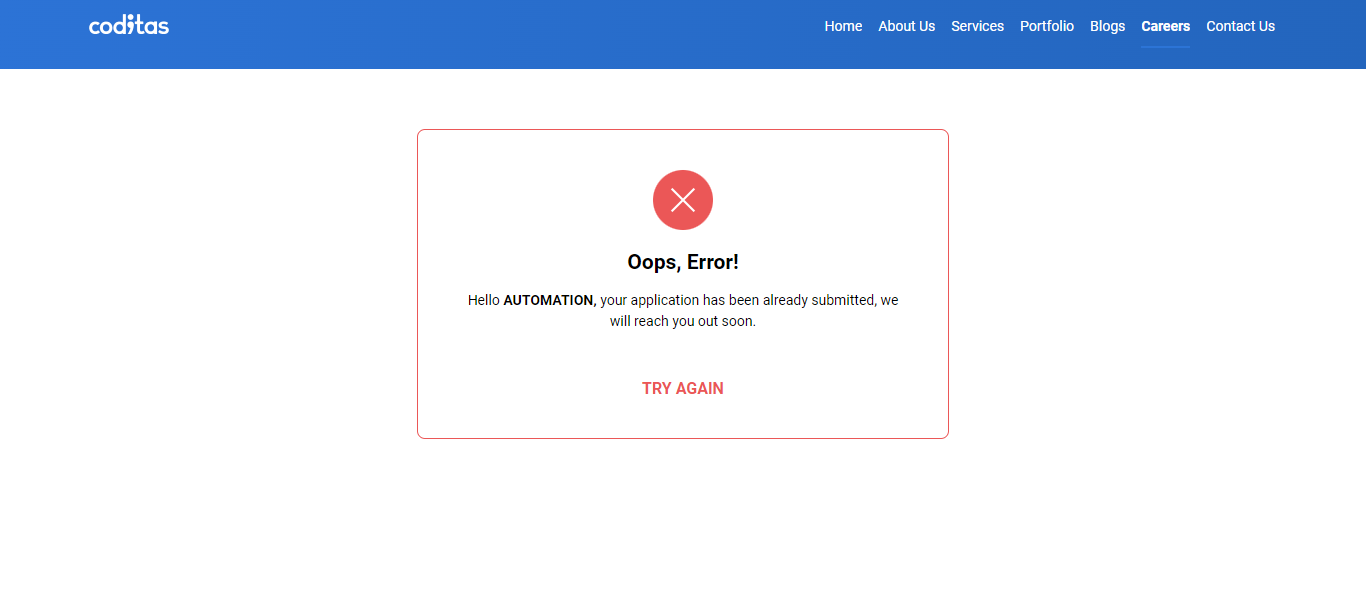 coditas
Home About Us Services Portfolio Blogs Careers Contact Us
Oops, Error!
Hello AUTOMATION, your application has been already submitted, we
will reach you out soon.
TRY AGAIN